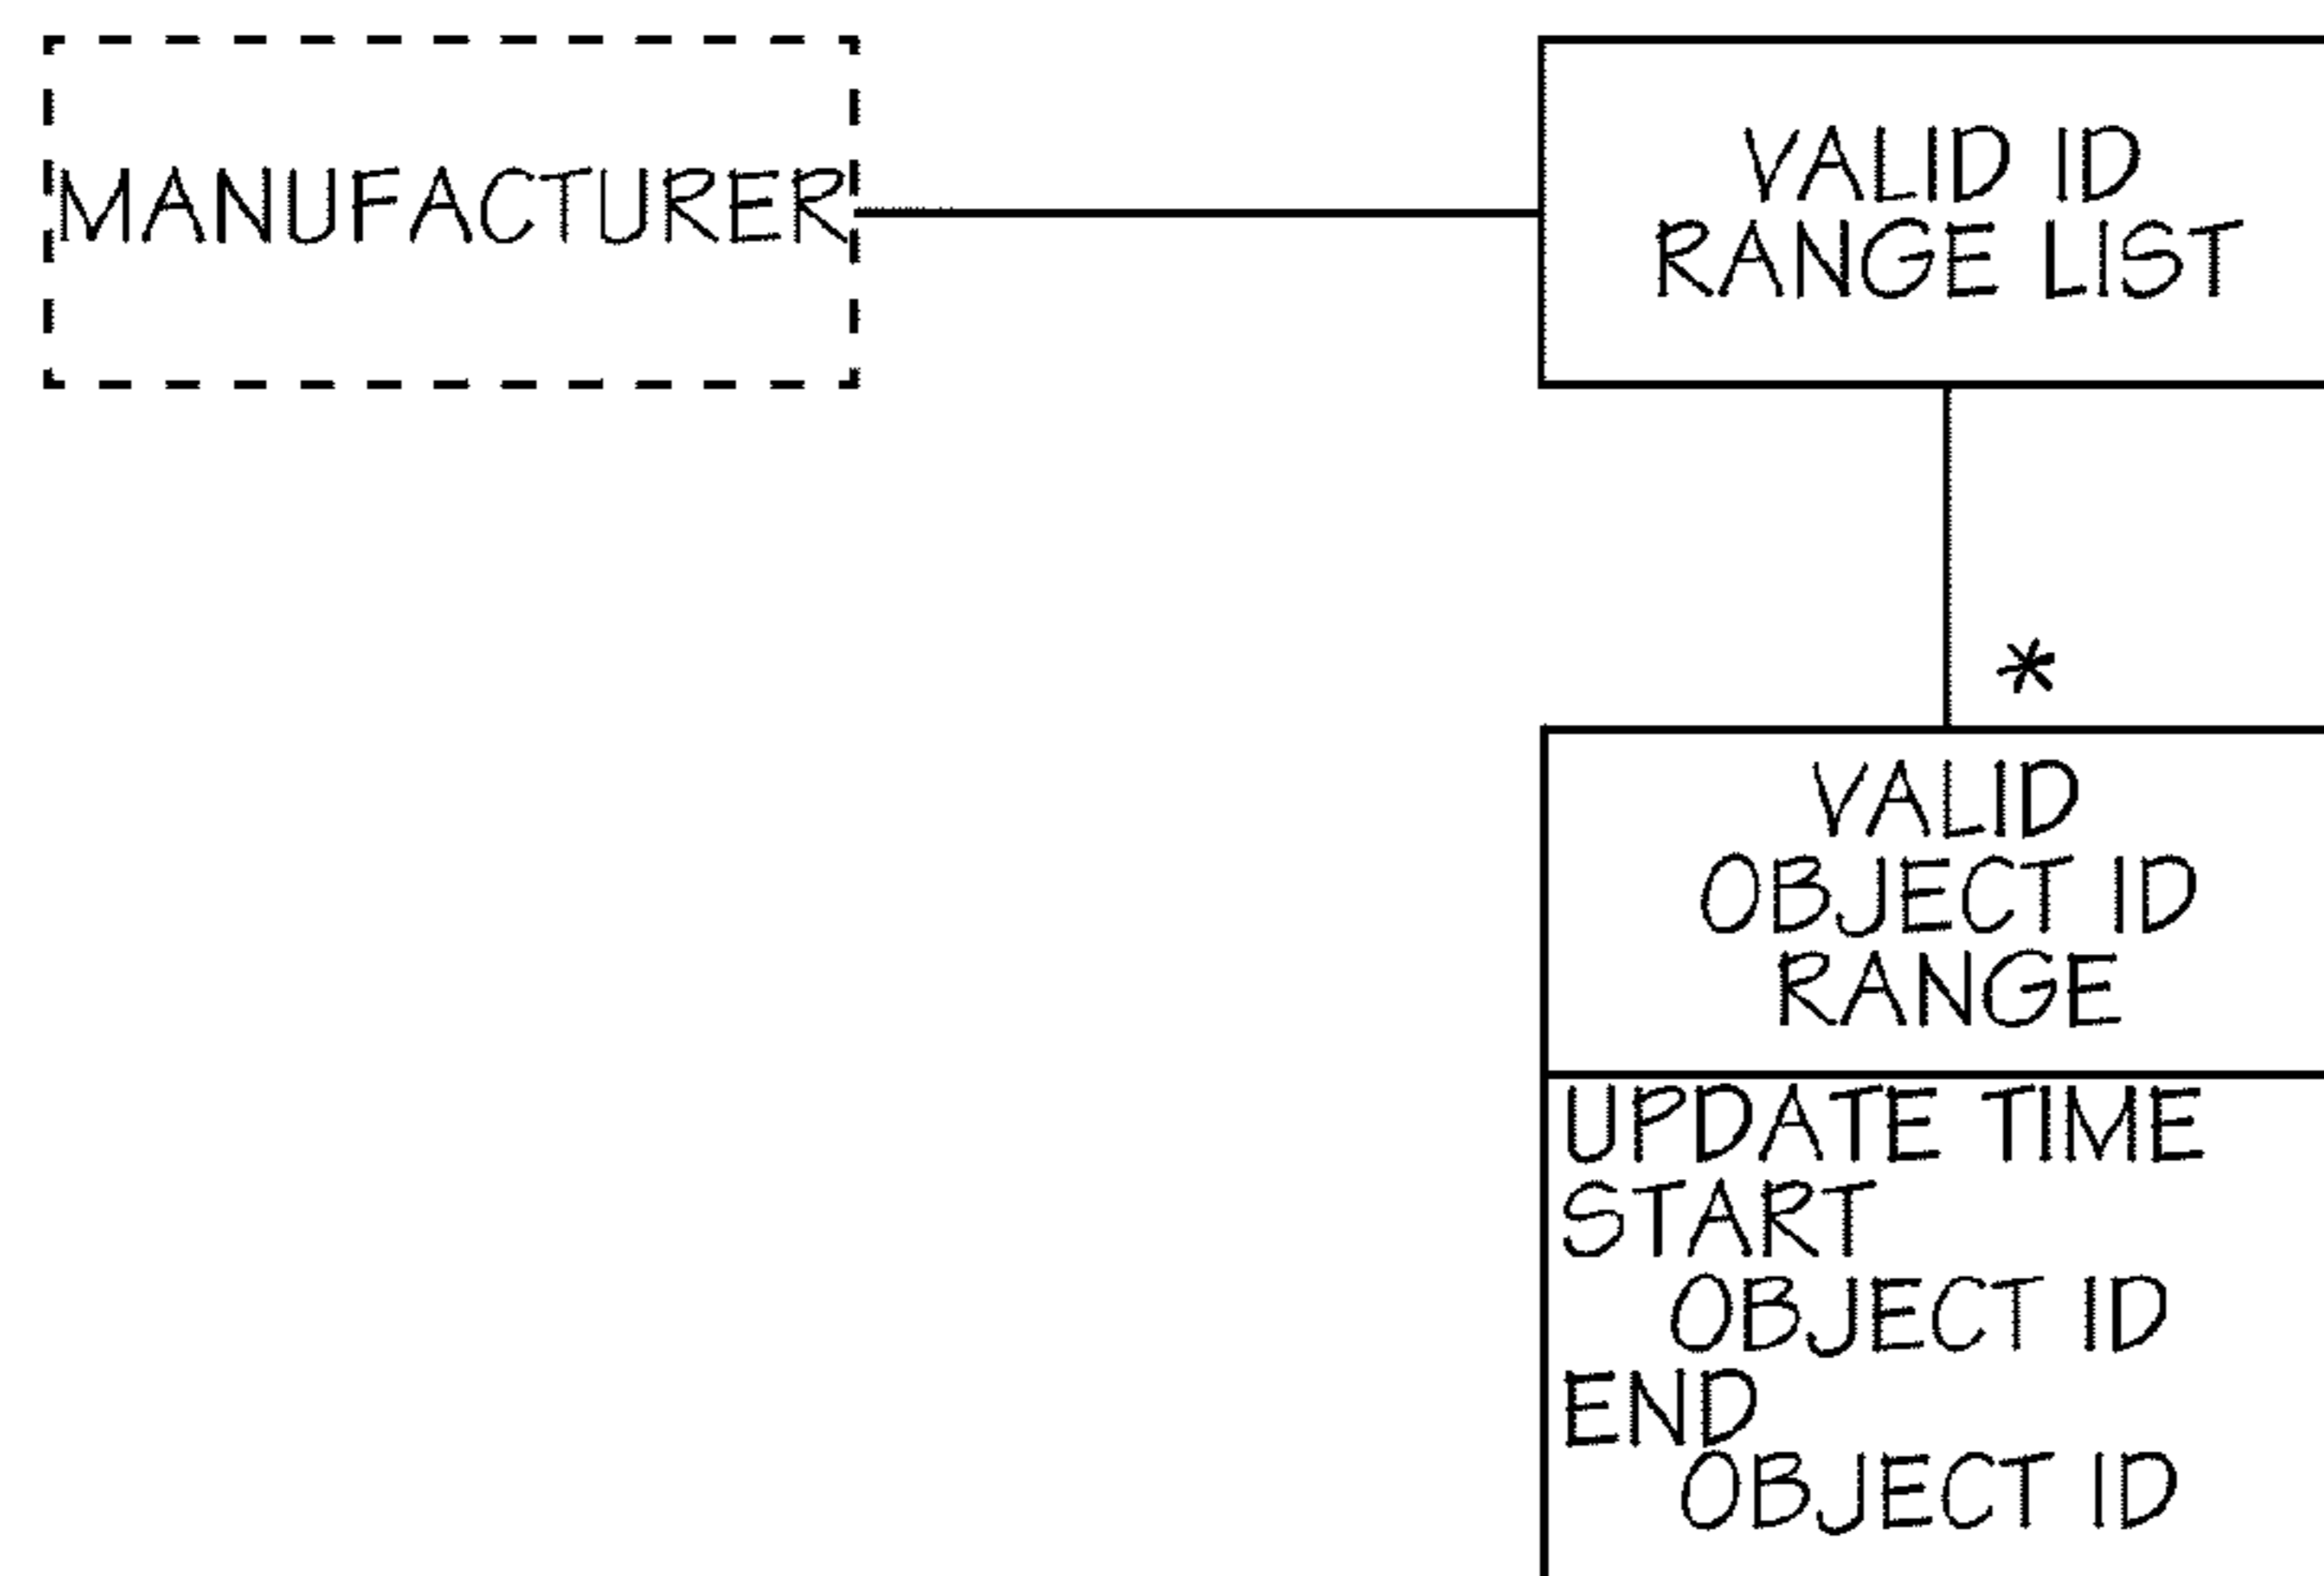 MANUFACTURER
VALID ID
RANGE LIST
*
VALID
OBJECT ID
RANGE
UPDATE TIME
START
OBJECT ID
END
OBJECT ID